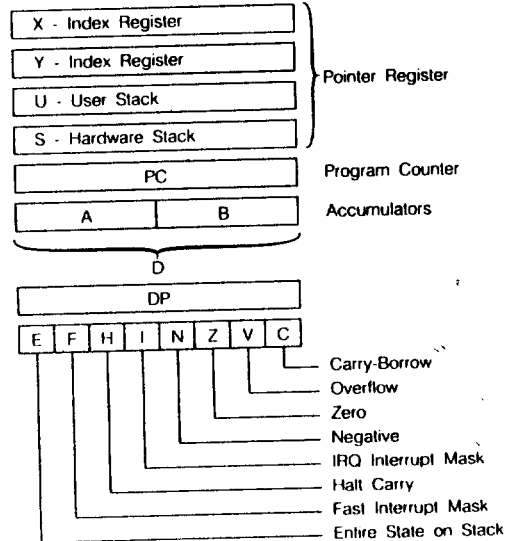 X - Index Register
Y - Index Register
U - User Stack
S - Hardware Stack
Pointer Register
PC
Program Counter
A
B
Accumulators
D
DP
E F H I N Z V C
Carry-Borrow
Overflow
Zero
Negative
IRQ Interrupt Mask
Half Carry
Fast Interrupt Mask
Entire State on Stack